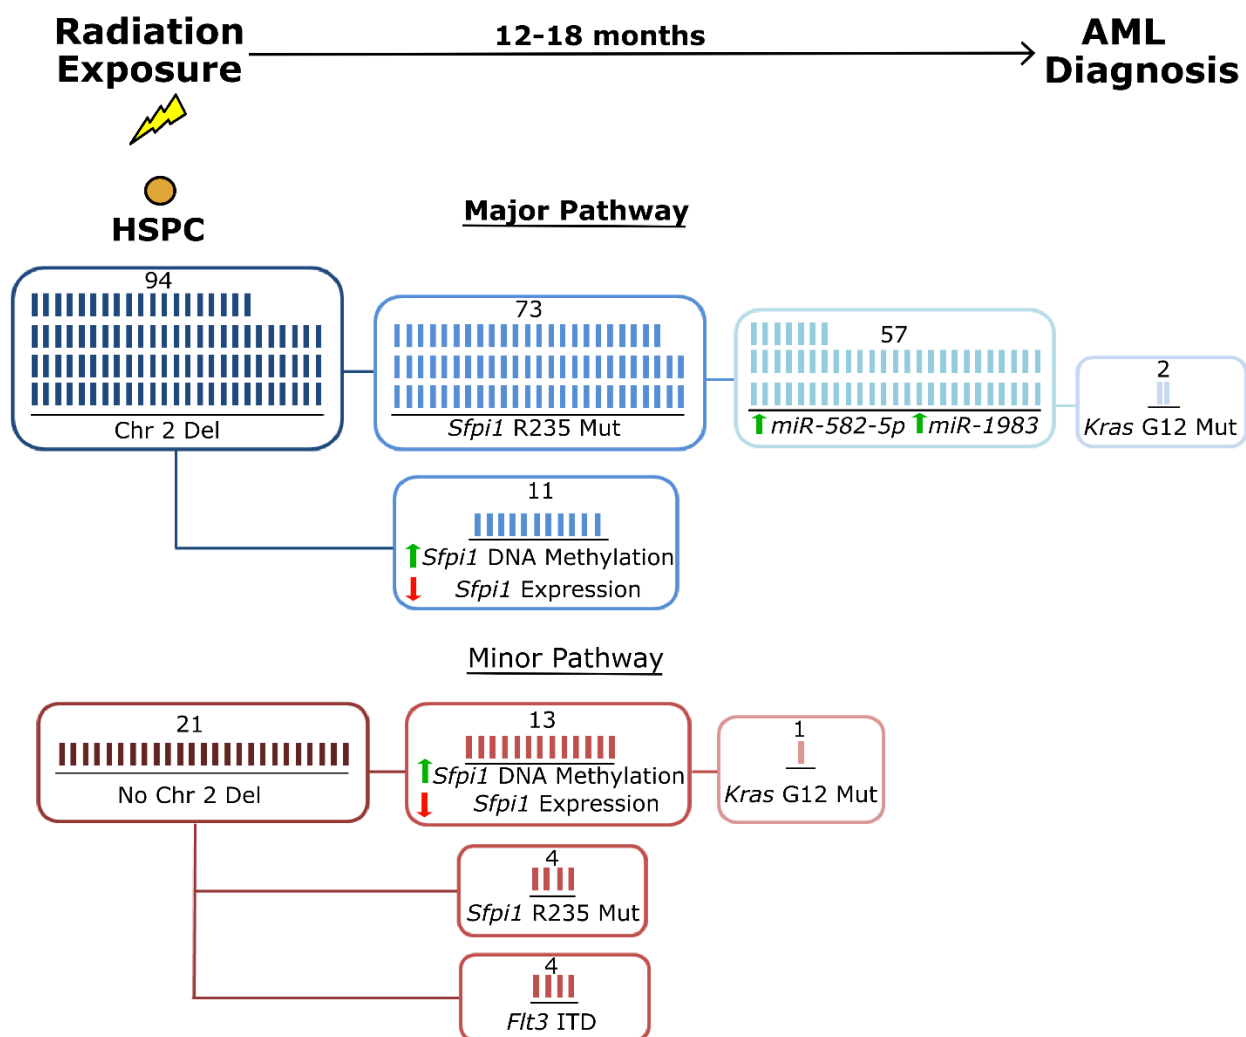 Radiation
Exposure
12-18 months
AML
Diagnosis
HSPC
Major Pathway
94
Chr 2 Del
73
Sfpi1 R235 Mut
57
miR-582-5p miR-1983
2
Kras G12 Mut
11
Sfpi1 DNA Methylation
Sfpi1 Expression
Minor Pathway
21
No Chr 2 Del
13
Sfpi1 DNA Methylation
Sfpi1 Expression
1
Kras G12 Mut
4
Sfpi1 R235 Mut
4
Flt3 ITD